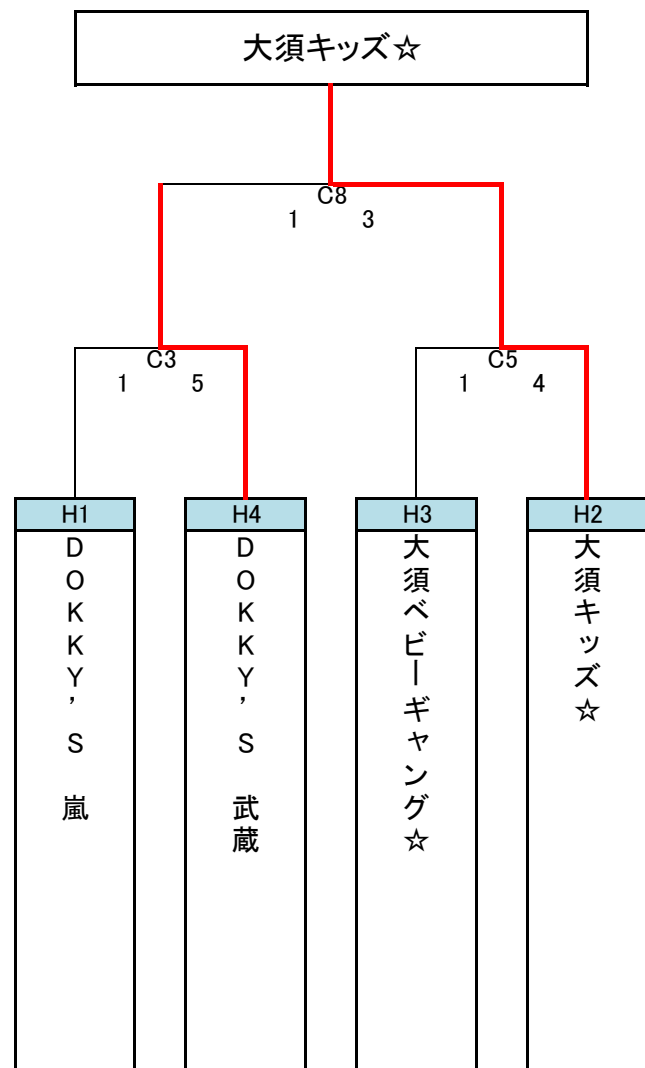 大須キッズ☆
C8
1 3
C3
1 5
C5
1 4
H1
DOKKY’S 嵐
H4
DOKKY’S 武蔵
H3
大須ベビーギャング☆
H2
大須キッズ☆